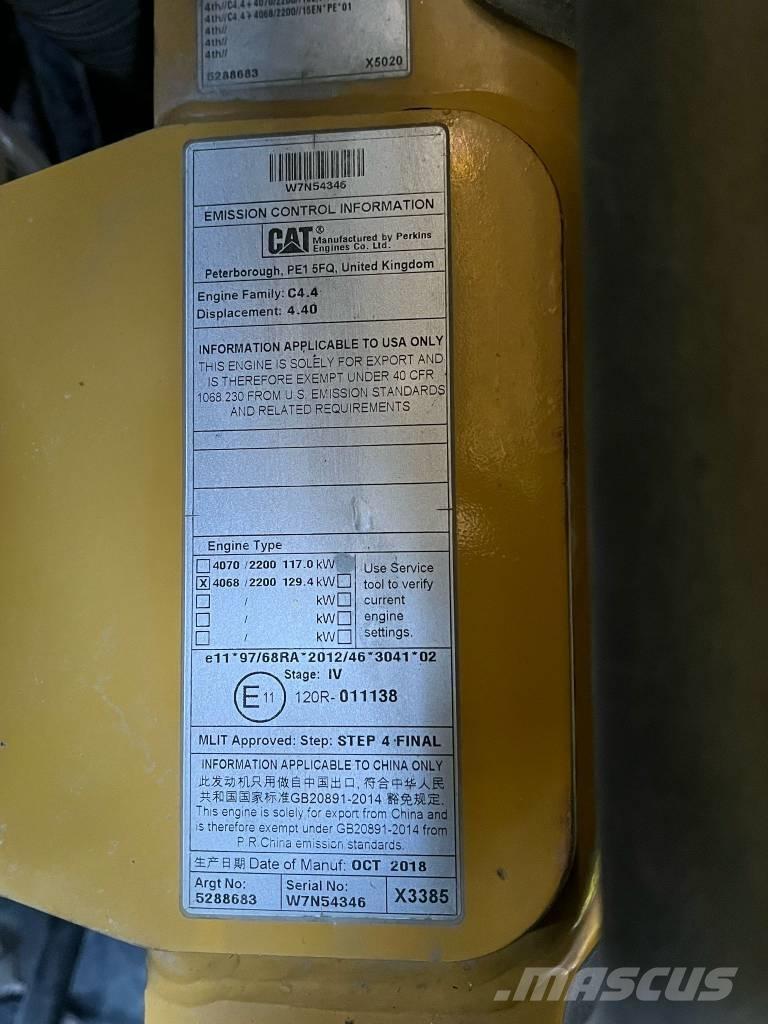 4th//C4.4+4068/2200//15EN*PE*01
4th//
4th//
4th//
5288683 X5020
W7N54346
EMISSION CONTROL INFORMATION
CAT® Manufactured by Perkins
Engines Co. Ltd.
Peterborough, PE1 5FQ, United Kingdom
Engine Family: C4.4
Displacement: 4.40
INFORMATION APPLICABLE TO USA ONLY
THIS ENGINE IS SOLELY FOR EXPORT AND
IS THEREFORE EXEMPT UNDER 40 CFR
1068.230 FROM U.S. EMISSION STANDARDS
AND RELATED REQUIREMENTS
Engine Type
4070 /2200 117.0 kW
X 4068 /2200 129.4 kW
/ kW
/ kW
/ kW
Use Service
tool to verify
current
engine
settings.
e11*97/68RA*2012/46*3041*02
Stage: IV
E 11 120R- 011138
MLIT Approved: Step: STEP 4 FINAL
INFORMATION APPLICABLE TO CHINA ONLY
此发动机只用做自中国出口, 符合中华人民
共和国国家标准GB20891-2014 豁免规定.
This engine is solely for export from China and
is therefore exempt under GB20891-2014 from
P.R.China emission standards.
生产日期 Date of Manuf: OCT 2018
Argt No: Serial No: X3385
5288683 W7N54346
MASCUS